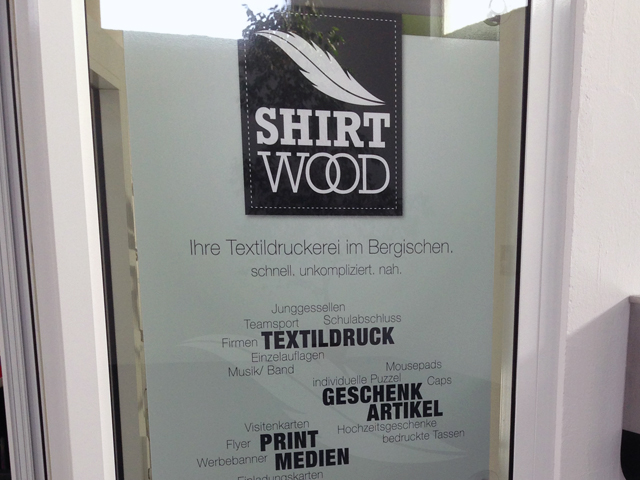 SHIRT
WOOD
Ihre Textildruckerei im Bergischen.
schnell. unkompliziert. nah.
Junggesellen
Teamsport Schulabschluss
Firmen TEXTILDRUCK
Einzelauflagen
Musik/ Band
Mousepads
individuelle Puzzel Caps
GESCHENK
ARTIKEL
Hochzeitsgeschenke
bedruckte Tassen
Visitenkarten
Flyer PRINT
Werbebanner MEDIEN
Einladungskarten